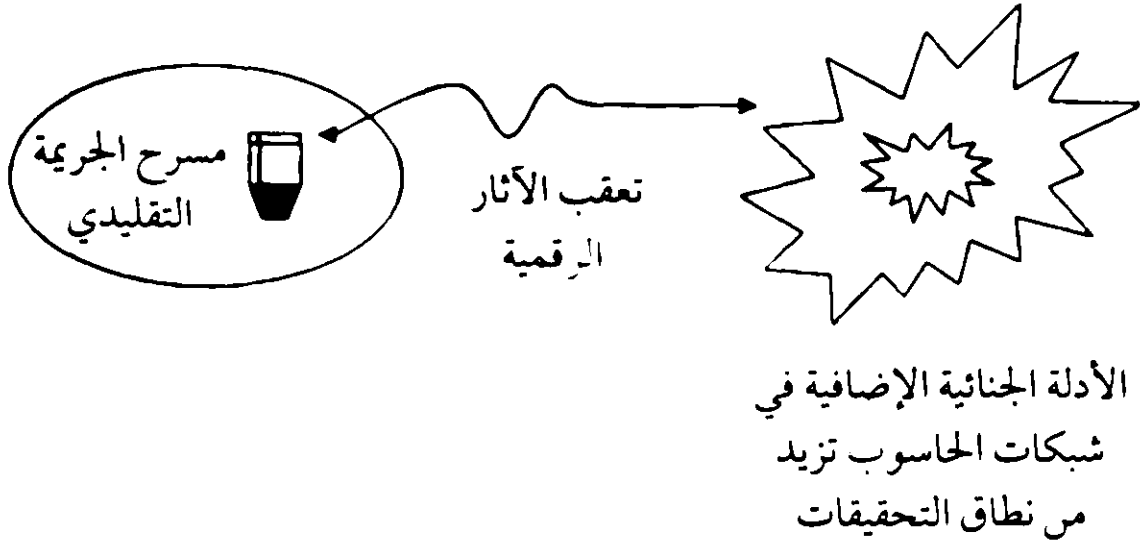 مسرح الجريمة
التقليدي
تعقب الآثار
الرقمية
الأدلة الجنائية الإضافية في
شبكات الحاسوب تزيد
من نطاق التحقيقات